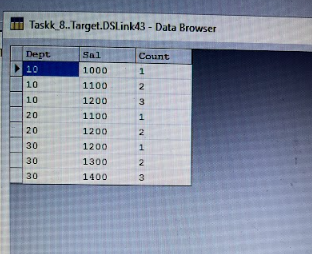 Taskk_8..Target.DSLink43 - Data Browser
Dept Sal Count
10 1000 1
10 1100 2
10 1200 3
20 1100 1
20 1200 2
30 1200 1
30 1300 2
30 1400 3